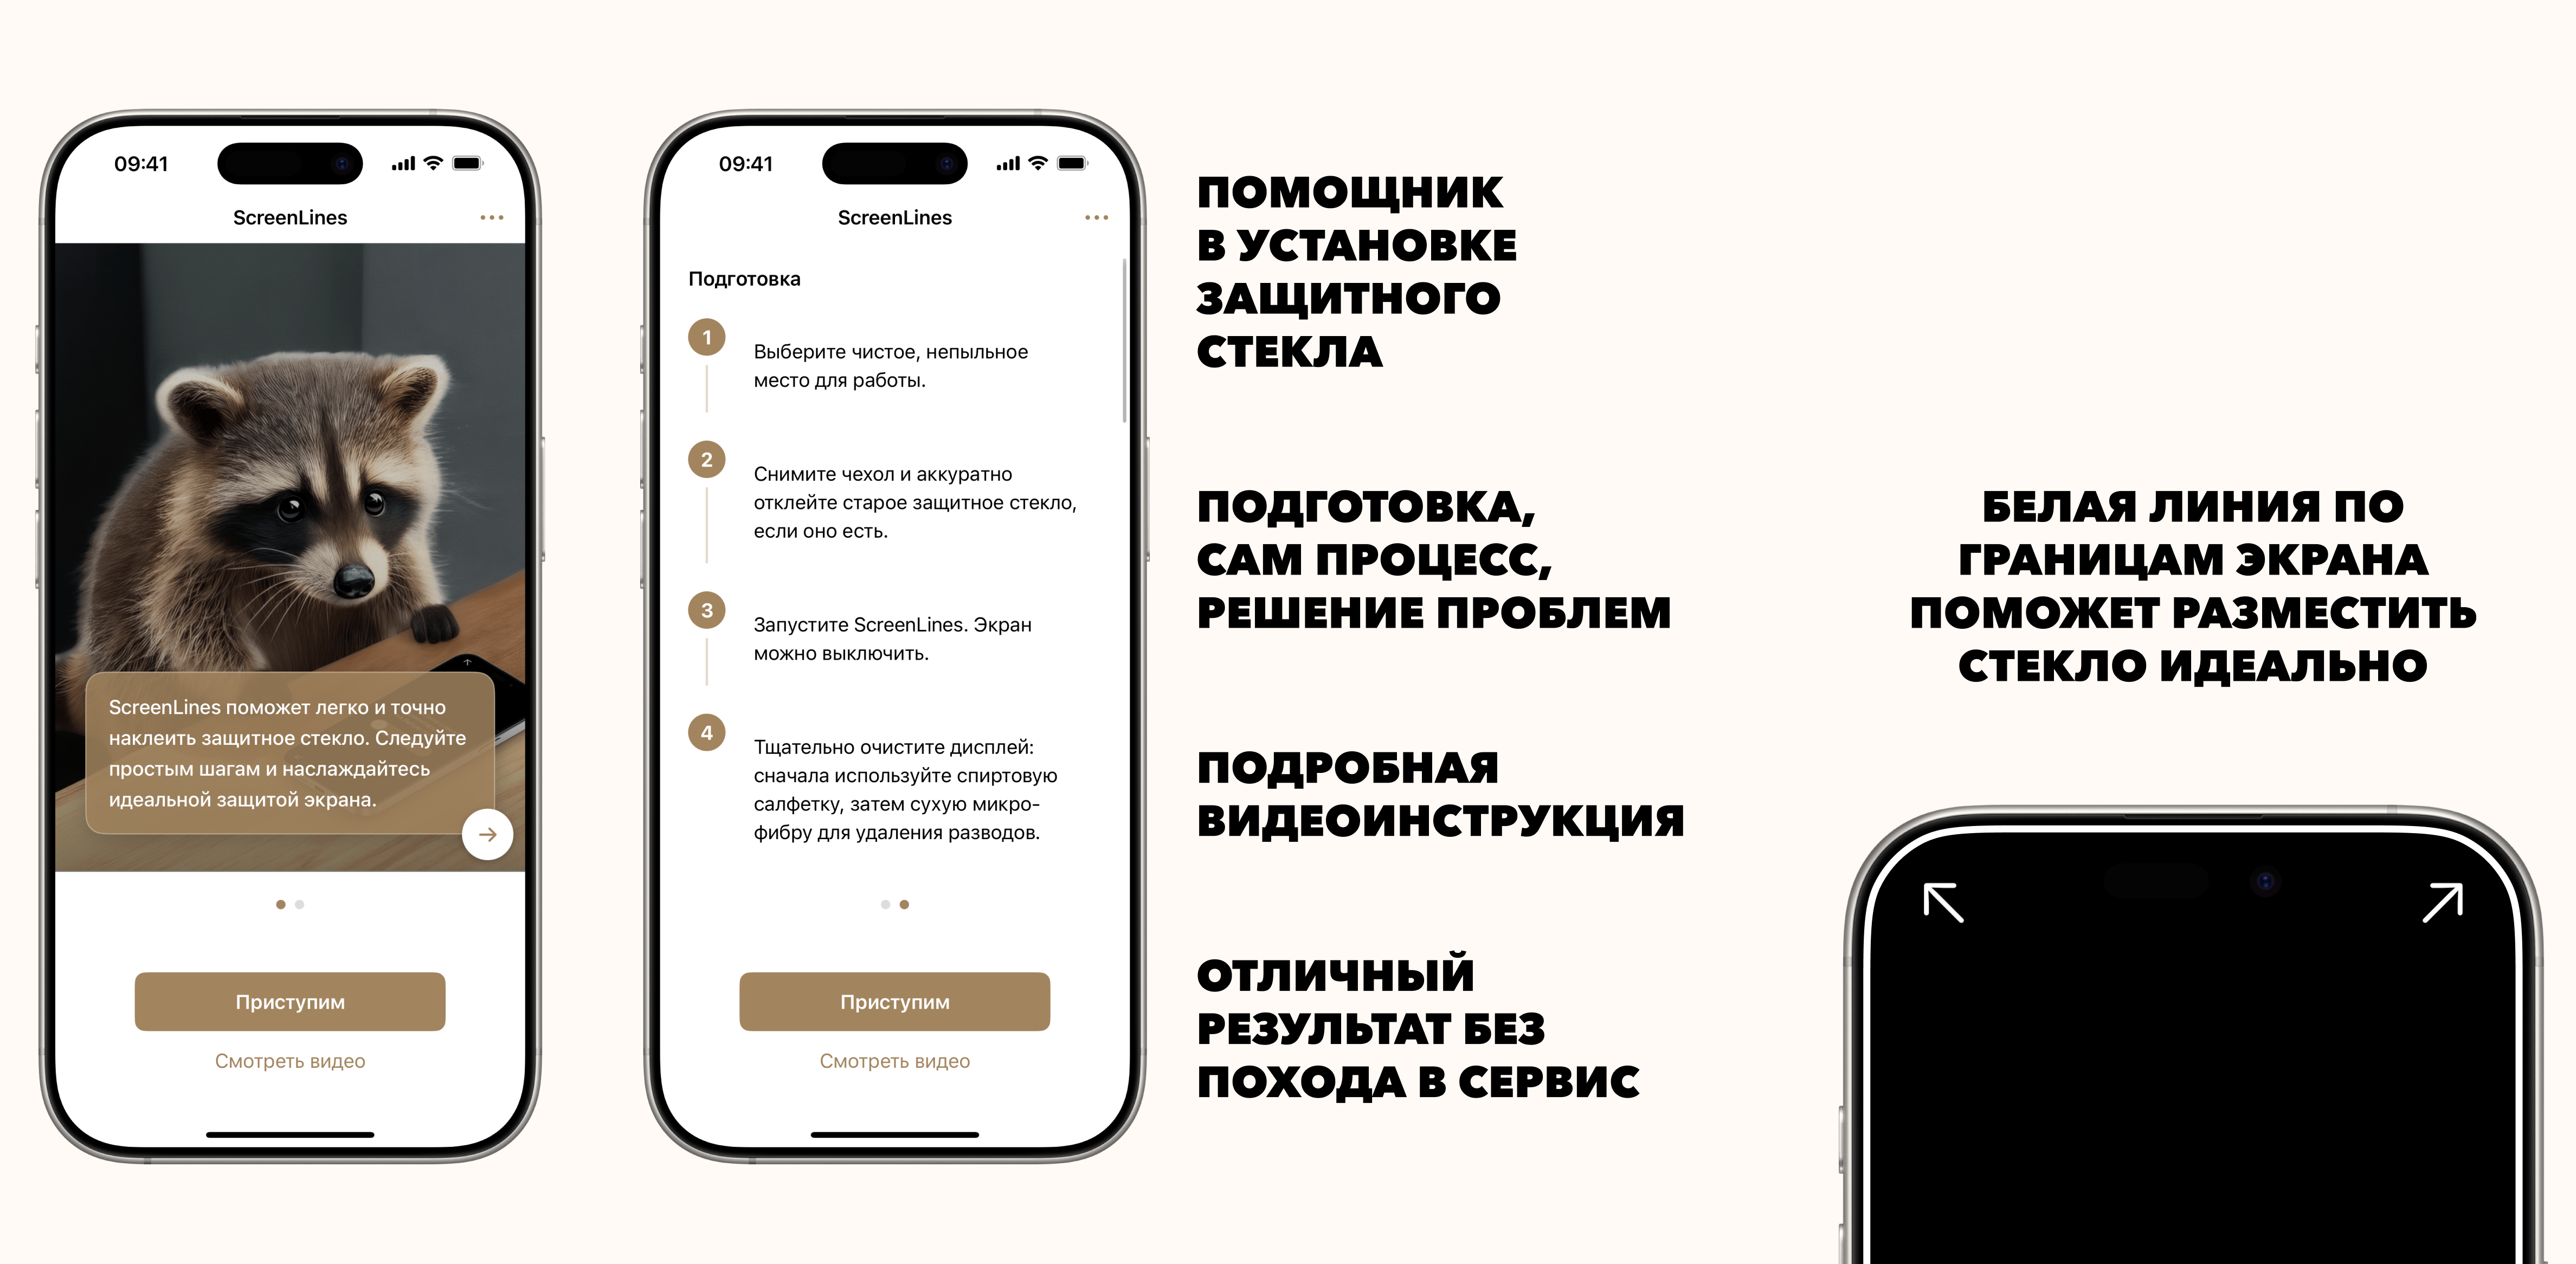 09:41
ScreenLines
ScreenLines поможет легко и точно
наклеить защитное стекло. Следуйте
простым шагам и наслаждайтесь
идеальной защитой экрана.
Приступим
Смотреть видео
09:41
ScreenLines
Подготовка
1
Выберите чистое, непыльное
место для работы.
2
Снимите чехол и аккуратно
отклейте старое защитное стекло,
если оно есть.
3
Запустите ScreenLines. Экран
можно выключить.
4
Тщательно очистите дисплей:
сначала используйте спиртовую
салфетку, затем сухую микро-
фибру для удаления разводов.
Приступим
Смотреть видео
ПОМОЩНИК
В УСТАНОВКЕ
ЗАЩИТНОГО
СТЕКЛА
ПОДГОТОВКА,
САМ ПРОЦЕСС,
РЕШЕНИЕ ПРОБЛЕМ
ПОДРОБНАЯ
ВИДЕОИНСТРУКЦИЯ
ОТЛИЧНЫЙ
РЕЗУЛЬТАТ БЕЗ
ПОХОДА В СЕРВИС
БЕЛАЯ ЛИНИЯ ПО
ГРАНИЦАМ ЭКРАНА
ПОМОЖЕТ РАЗМЕСТИТЬ
СТЕКЛО ИДЕАЛЬНО